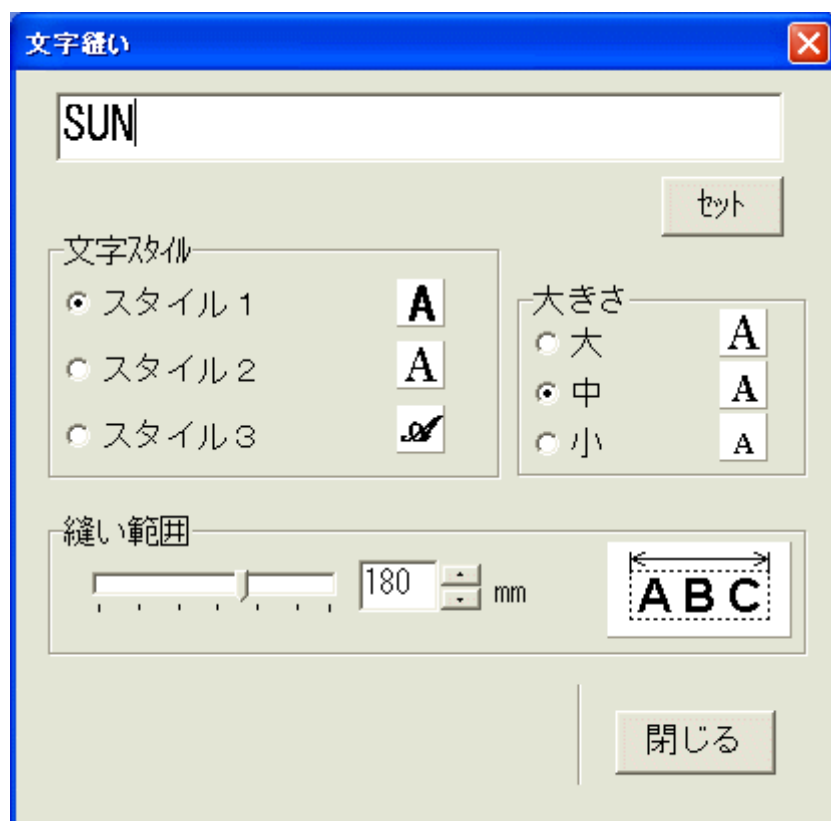 文字縫い
SUN
ｾｯﾄ
文字ｽﾀｲﾙ
スタイル１ A
スタイル２ A
スタイル３ A
大きさ
大 A
中 A
小 A
縫い範囲
180 mm
ABC
閉じる